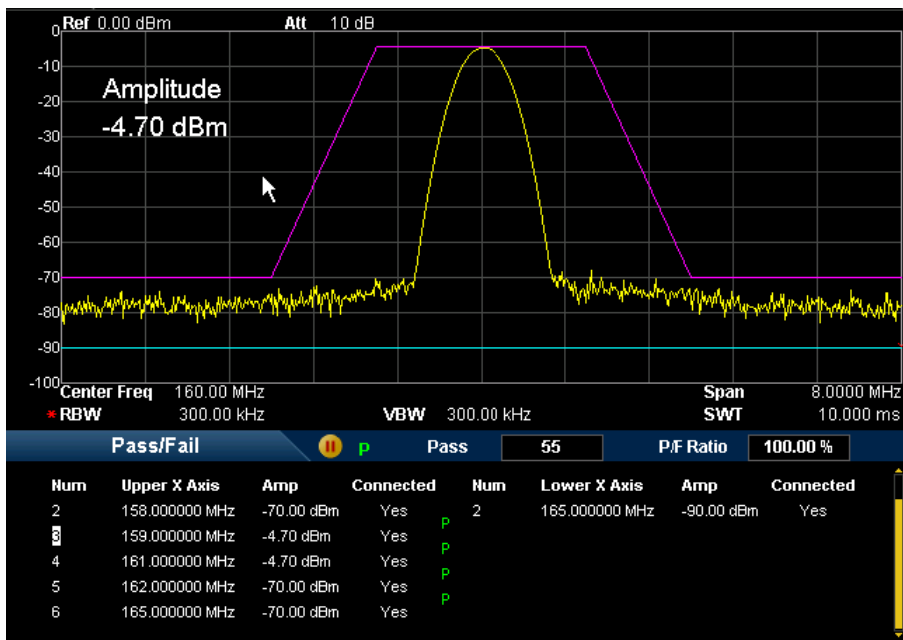 Ref 0.00 dBm Att 10 dB
0
-10
-20
-30
-40
-50
-60
-70
-80
-90
-100
Amplitude
-4.70 dBm
Center Freq 160.00 MHz Span 8.0000 MHz
* RBW 300.00 kHz VBW 300.00 kHz SWT 10.000 ms
Pass/Fail P Pass 55 P/F Ratio 100.00 %
Num Upper X Axis Amp Connected Num Lower X Axis Amp Connected
2 158.000000 MHz -70.00 dBm Yes 2 165.000000 MHz -90.00 dBm Yes
P
3 159.000000 MHz -4.70 dBm Yes
P
4 161.000000 MHz -4.70 dBm Yes
P
5 162.000000 MHz -70.00 dBm Yes
P
6 165.000000 MHz -70.00 dBm Yes